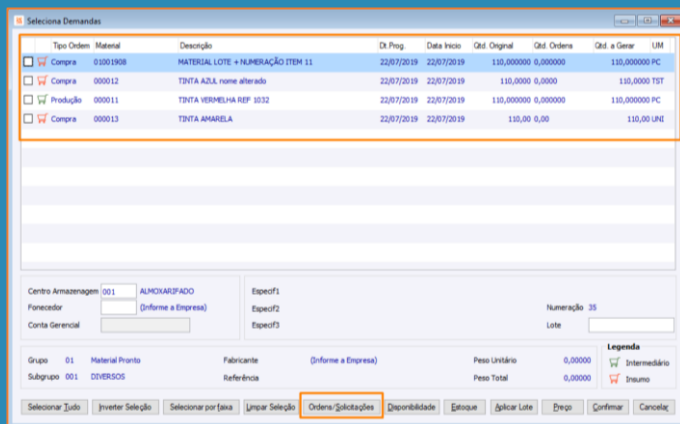 Seleciona Demandas
Tipo Ordem Material Descrição Dt.Prog. Data Inicio Qtd. Original Qtd. Ordens Qtd. a Gerar UM
Compra 01001908 MATERIAL LOTE + NUMERAÇÃO ITEM 11 22/07/2019 22/07/2019 110,000000 0,000000 110,000000 PC
Compra 000012 TINTA AZUL nome alterado 22/07/2019 22/07/2019 110,0000 0,0000 110,0000 TST
Produção 000011 TINTA VERMELHA REF 1032 22/07/2019 22/07/2019 110,000000 0,000000 110,000000 PC
Compra 000013 TINTA AMARELA 22/07/2019 22/07/2019 110,00 0,00 110,00 UNI
Centro Armazenagem 001 ALMOXARIFADO Especif1
Fonecedor (Informe a Empresa) Especif2 Numeração 35
Conta Gerencial Especif3 Lote
Grupo 01 Material Pronto Fabricante (Informe a Empresa) Peso Unitário 0,00000
Subgrupo 001 DIVERSOS Referência Peso Total 0,00000
Legenda
Intermediário
Insumo
Selecionar Tudo Inverter Seleção Selecionar por faixa Limpar Seleção Ordens/Solicitações Disponibilidade Estoque Aplicar Lote Preço Confirmar Cancelar